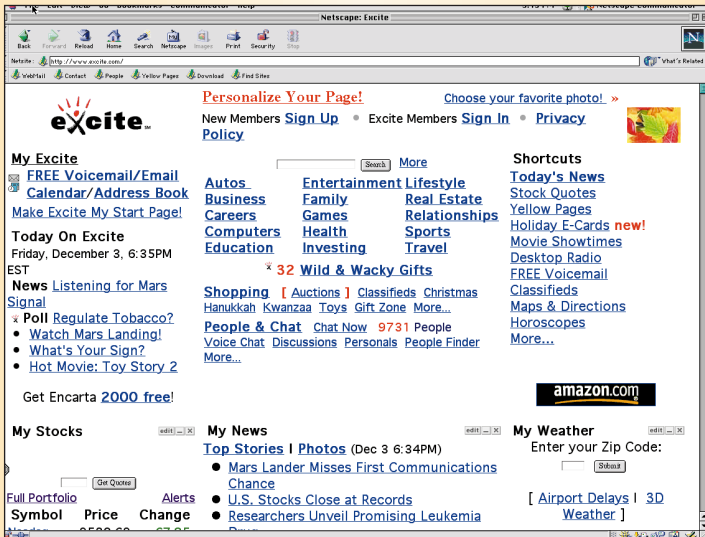 Netscape: Excite
Back Forward Reload Home Search Netscape Images Print Security Stop
N
Netsite: http://www.excite.com/ What's Related
WebMail Contact People Yellow Pages Download Find Sites
excite
Personalize Your Page! Choose your favorite photo! »
New Members Sign Up • Excite Members Sign In • Privacy
Policy
My Excite
FREE Voicemail/Email
Calendar/Address Book
Make Excite My Start Page!
Today On Excite
Friday, December 3, 6:35PM
EST
News Listening for Mars
Signal
Poll Regulate Tobacco?
• Watch Mars Landing!
• What's Your Sign?
• Hot Movie: Toy Story 2
Get Encarta 2000 free!
Search More
Autos Entertainment Lifestyle
Business Family Real Estate
Careers Games Relationships
Computers Health Sports
Education Investing Travel
32 Wild & Wacky Gifts
Shopping [ Auctions ] Classifieds Christmas
Hanukkah Kwanzaa Toys Gift Zone More...
People & Chat Chat Now 9731 People
Voice Chat Discussions Personals People Finder
More...
Shortcuts
Today's News
Stock Quotes
Yellow Pages
Holiday E-Cards new!
Movie Showtimes
Desktop Radio
FREE Voicemail
Classifieds
Maps & Directions
Horoscopes
More...
amazon.com
My Stocks edit
Get Quotes
Full Portfolio Alerts
Symbol Price Change
My News edit
Top Stories | Photos (Dec 3 6:34PM)
• Mars Lander Misses First Communications
Chance
• U.S. Stocks Close at Records
• Researchers Unveil Promising Leukemia
My Weather edit
Enter your Zip Code:
Submit
[ Airport Delays | 3D
Weather ]